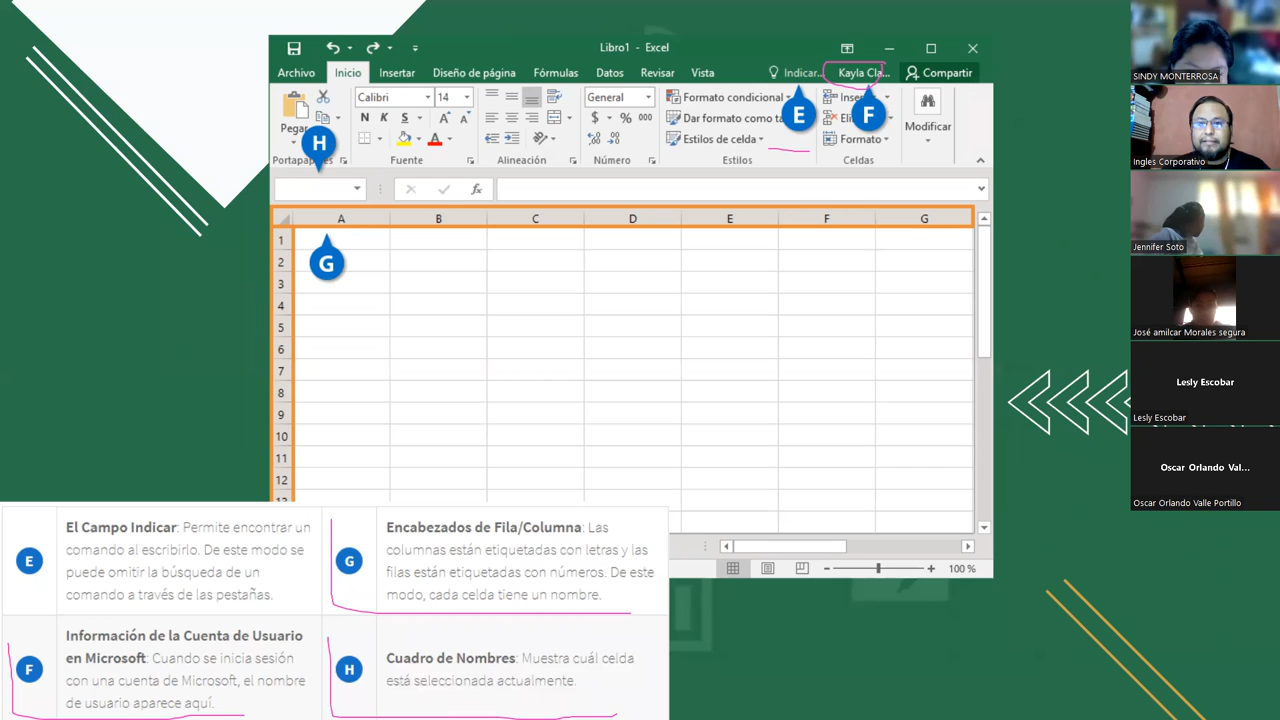 Libro1 - Excel
Archivo Inicio Insertar Diseño de página Fórmulas Datos Revisar Vista Indicar... Kayla Cla... Compartir
Calibri 14 General Formato condicional
Pegar N K S A A $ % 000 Dar formato como Modificar
A Estilos de celda Formato
Fuente Alineación Número Estilos Celdas
E
F
H
fx
A B C D E F G
1
G
2
3
4
5
6
7
8
9
10
11
12
100 %
E
El Campo Indicar: Permite encontrar un
comando al escribirlo. De este modo se
puede omitir la búsqueda de un
comando a través de las pestañas.
G
Encabezados de Fila/Columna: Las
columnas están etiquetadas con letras y las
filas están etiquetadas con números. De este
modo, cada celda tiene un nombre.
F
Información de la Cuenta de Usuario
en Microsoft: Cuando se inicia sesión
con una cuenta de Microsoft, el nombre
de usuario aparece aquí.
H
Cuadro de Nombres: Muestra cuál celda
está seleccionada actualmente.
SINDY MONTERROSA
Ingles Corporativo
Jennifer Soto
José amilcar Morales segura
Lesly Escobar
Lesly Escobar
Oscar Orlando Val...
Oscar Orlando Valle Portillo